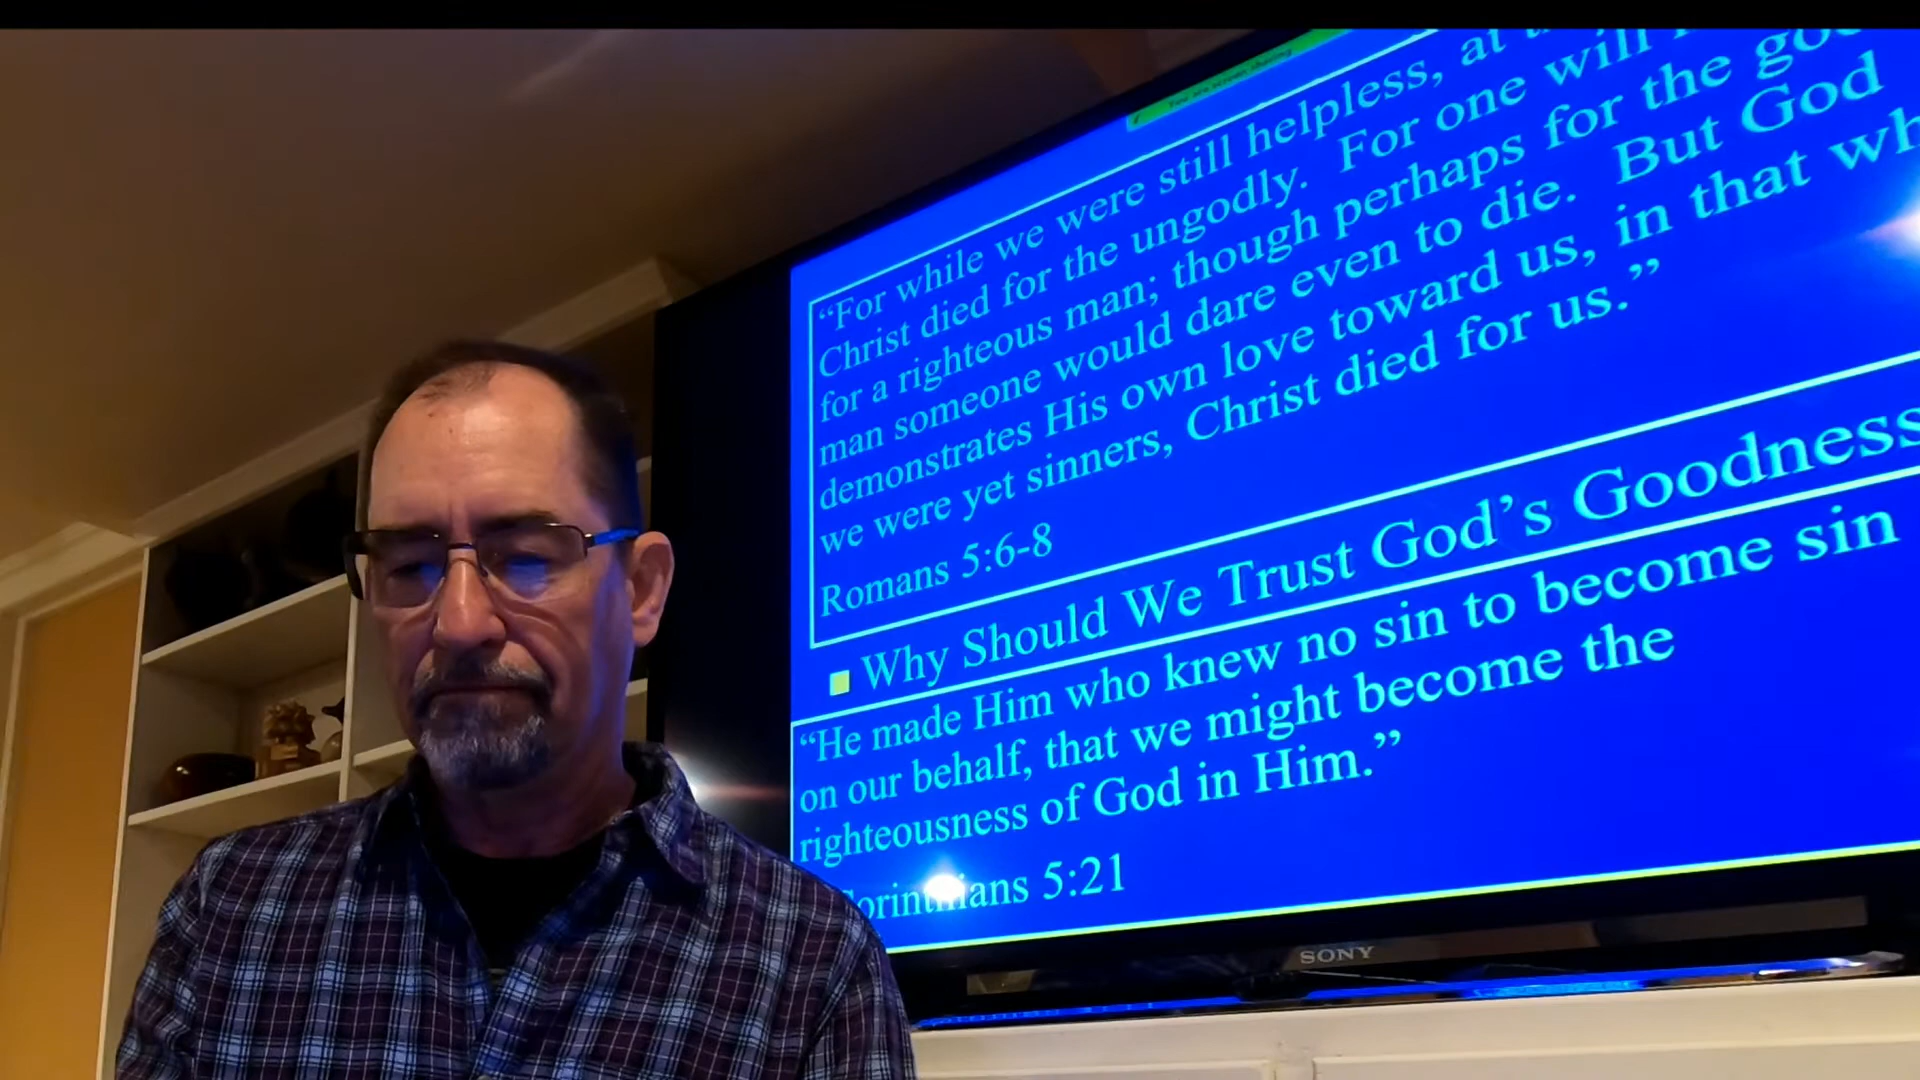 You are screen sharing
“For while we were still helpless, at
Christ died for the ungodly. For one will
for a righteous man; though perhaps for the
man someone would dare even to die. But God
demonstrates His own love toward us, in that
we were yet sinners, Christ died for us.”
Romans 5:6-8
Why Should We Trust God’s Goodness
“He made Him who knew no sin to become sin
on our behalf, that we might become the
righteousness of God in Him.”
5:21
SONY